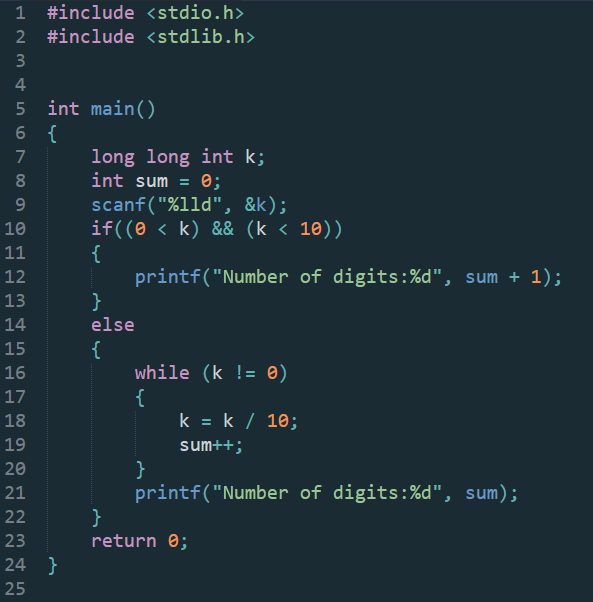 1 #include <stdio.h>
2 #include <stdlib.h>
3
4
5 int main()
6 {
7     long long int k;
8     int sum = 0;
9     scanf("%lld", &k);
10     if((0 < k) && (k < 10))
11     {
12         printf("Number of digits:%d", sum + 1);
13     }
14     else
15     {
16         while (k != 0)
17         {
18             k = k / 10;
19             sum++;
20         }
21         printf("Number of digits:%d", sum);
22     }
23     return 0;
24 }
25